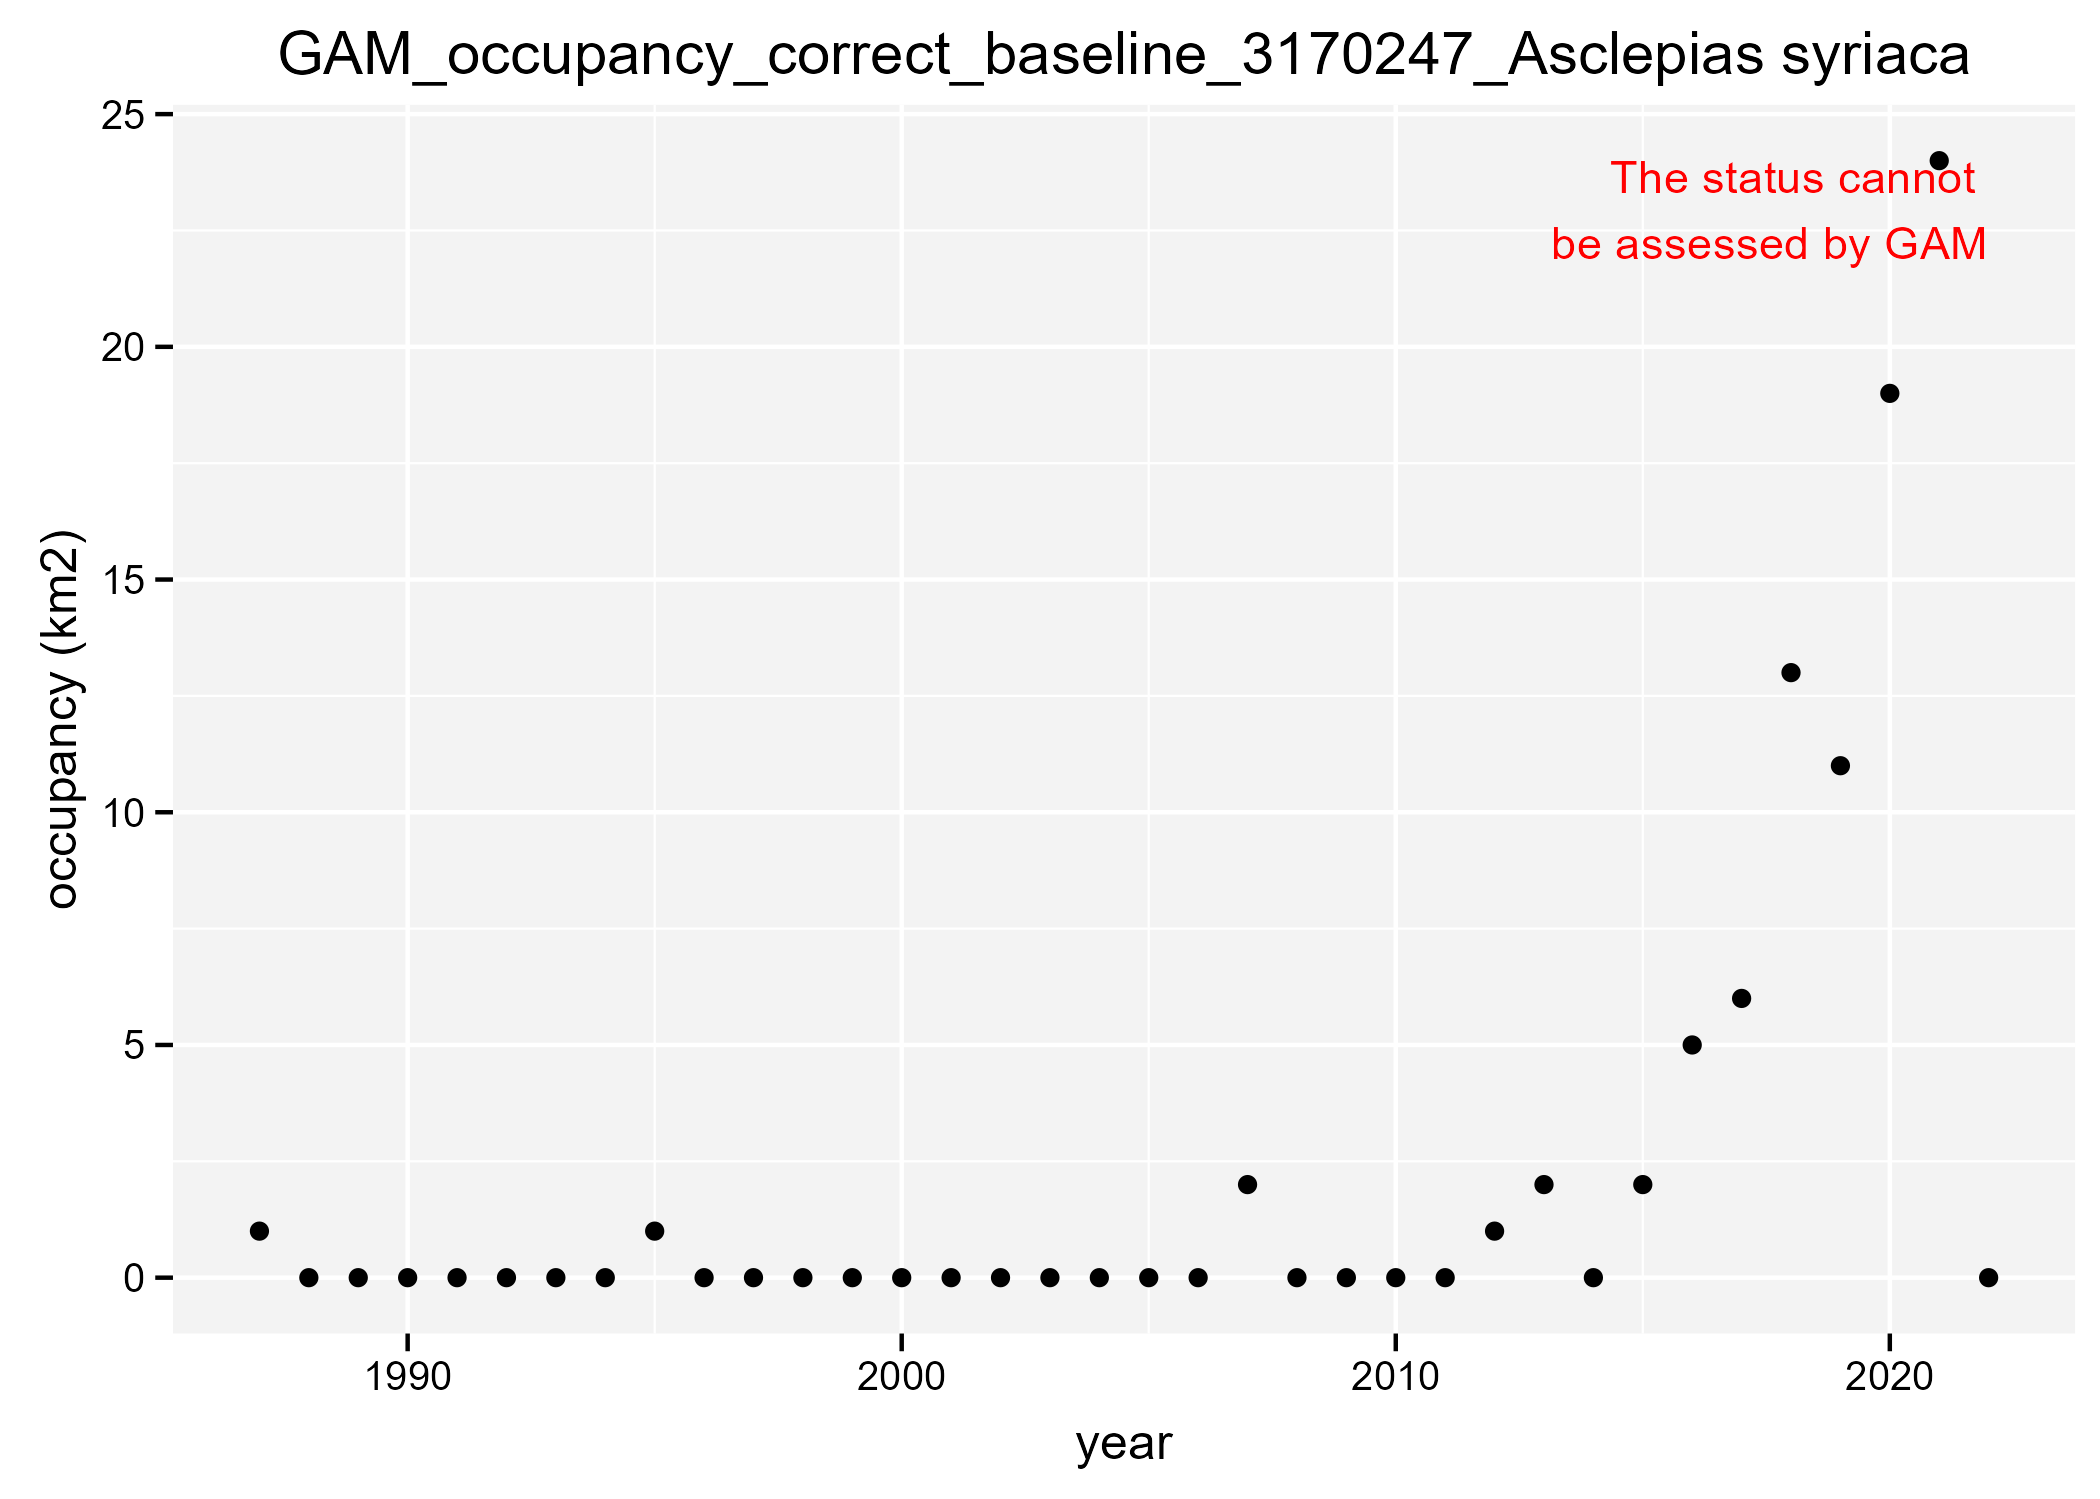 GAM_occupancy_correct_baseline_3170247_Asclepias syriaca
25
The status cannot
be assessed by GAM
20
15
10
5
0
occupancy (km2)
1990 2000 2010 2020
year